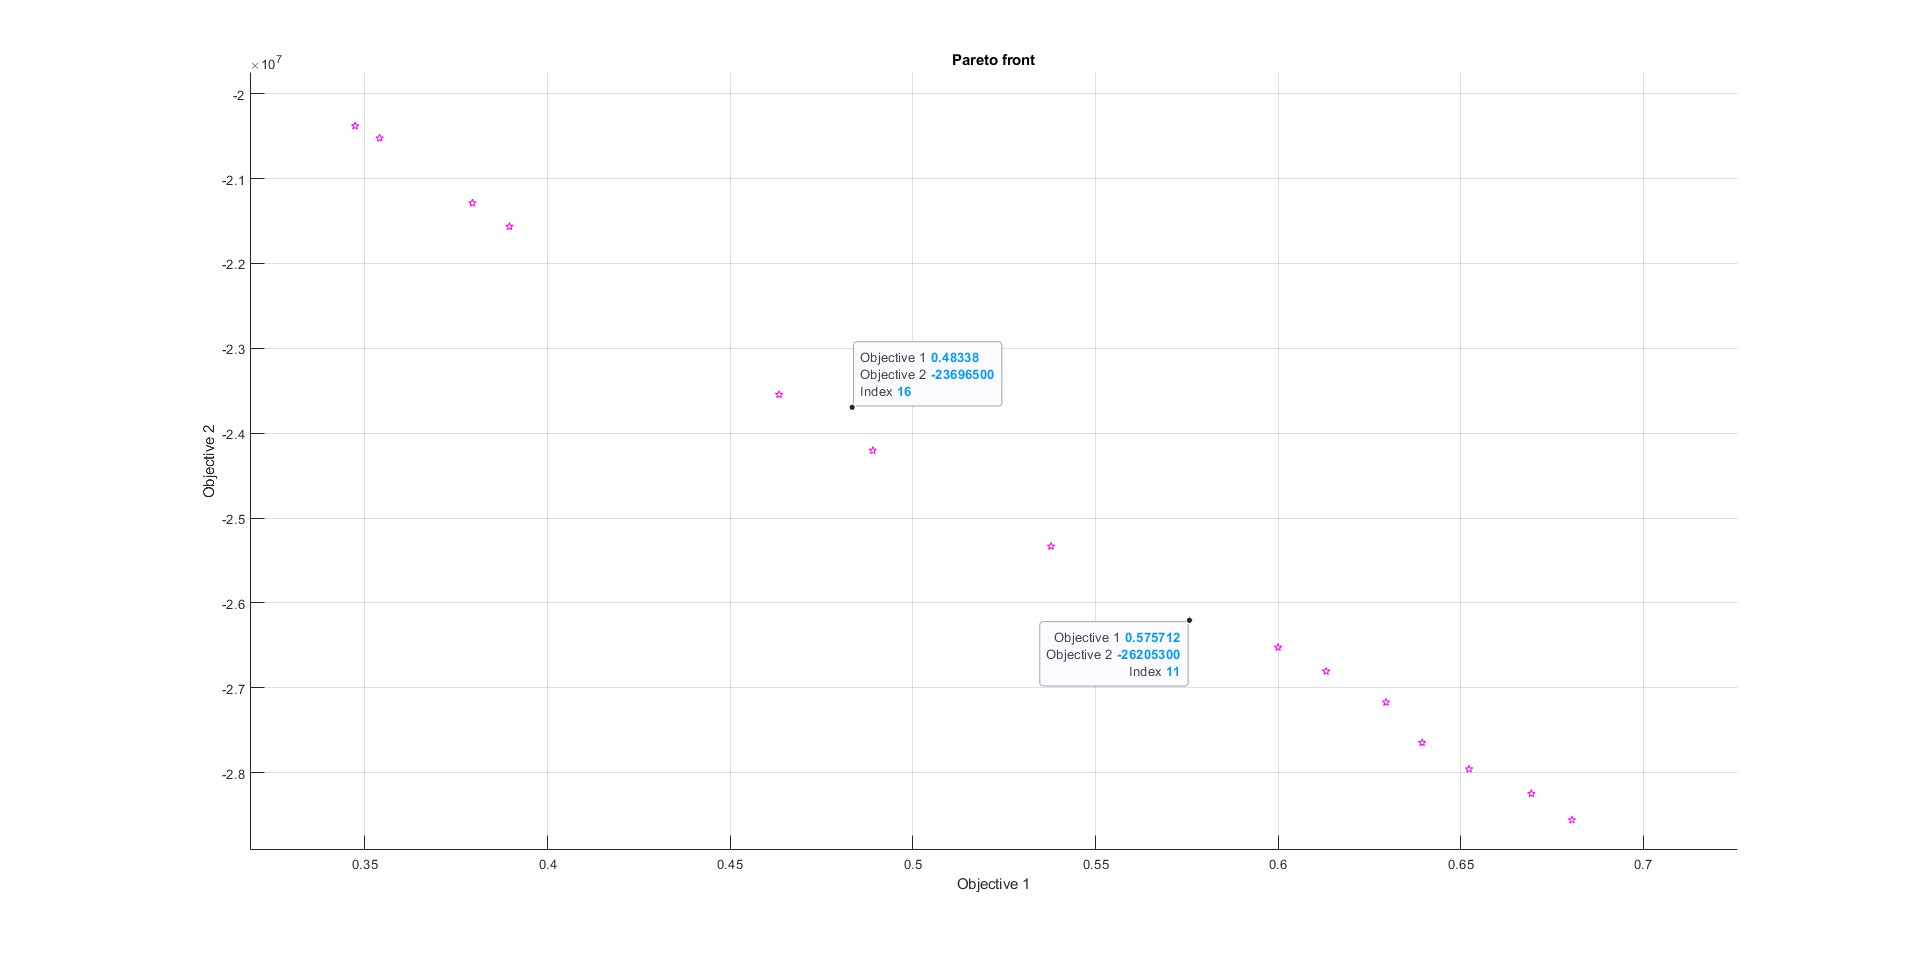 Pareto front
×10^7
-2
-2.1
-2.2
-2.3
-2.4
-2.5
-2.6
-2.7
-2.8
Objective 2
Objective 1 0.48338
Objective 2 -23696500
Index 16
Objective 1 0.575712
Objective 2 -26205300
Index 11
0.35 0.4 0.45 0.5 0.55 0.6 0.65 0.7
Objective 1